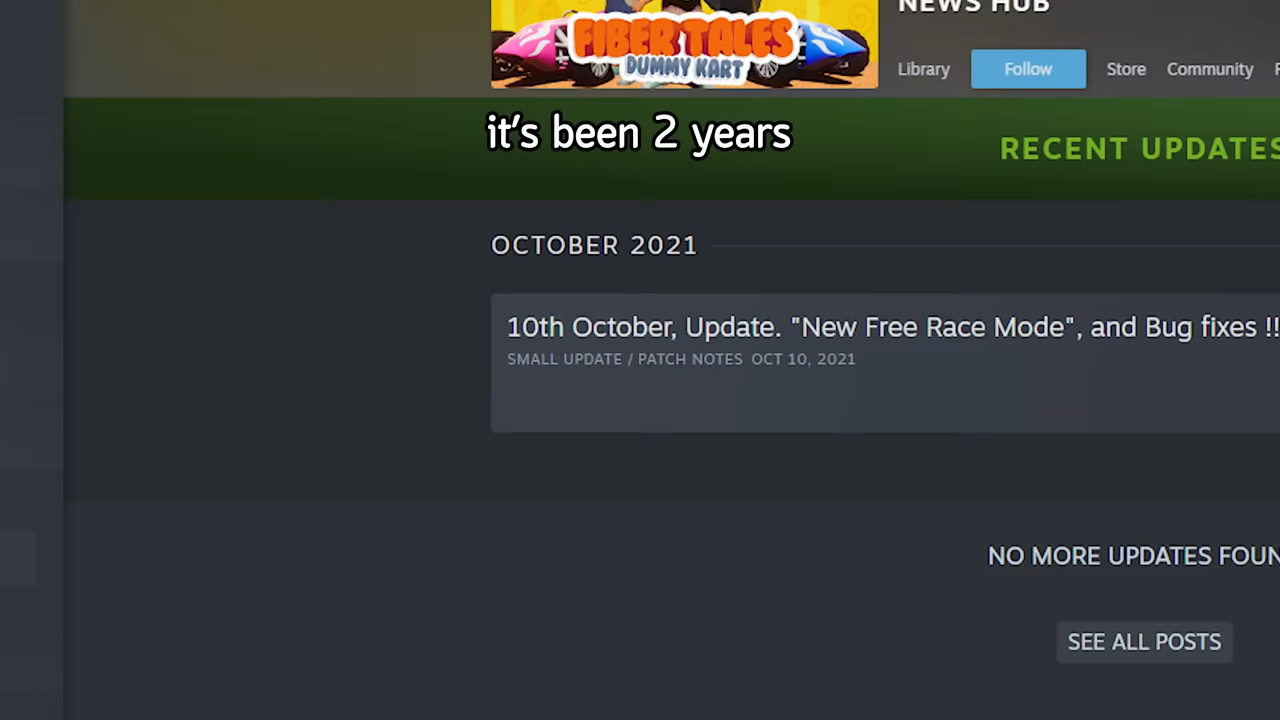 NEWS HUB
FIBER TALES
DUMMY KART
Library Follow Store Community
it's been 2 years
RECENT UPDATES
OCTOBER 2021
10th October, Update. "New Free Race Mode", and Bug fixes !!
SMALL UPDATE / PATCH NOTES OCT 10, 2021
NO MORE UPDATES FOUN
SEE ALL POSTS